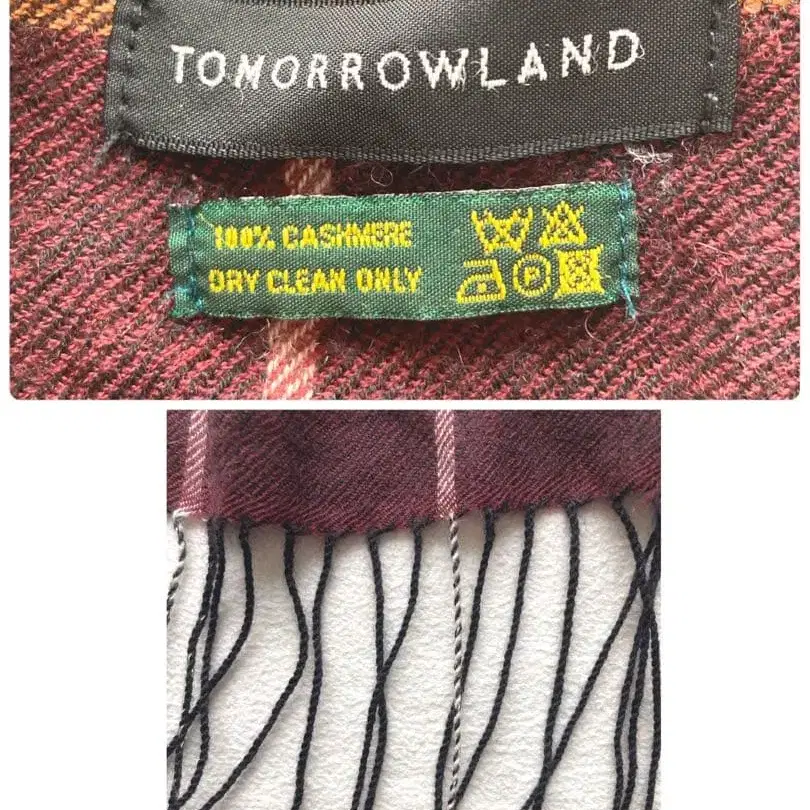 TOMORROWLAND
100% CASHMERE
DRY CLEAN ONLY
P